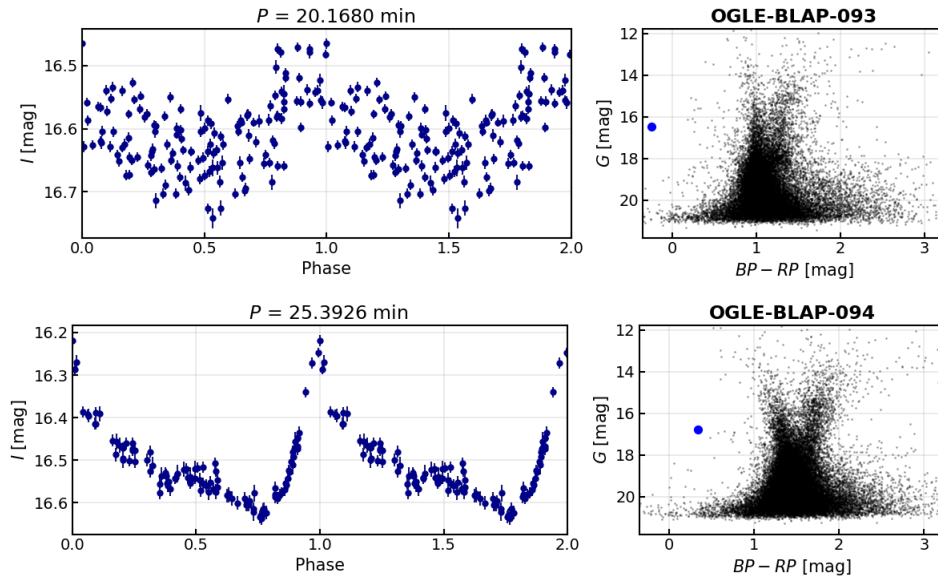 P = 20.1680 min
OGLE-BLAP-093
I [mag]
16.5
16.6
16.7
0.0 0.5 1.0 1.5 2.0
Phase
G [mag]
12
14
16
18
20
0 1 2 3
BP − RP [mag]
P = 25.3926 min
OGLE-BLAP-094
I [mag]
16.2
16.3
16.4
16.5
16.6
0.0 0.5 1.0 1.5 2.0
Phase
G [mag]
12
14
16
18
20
0 1 2 3
BP − RP [mag]